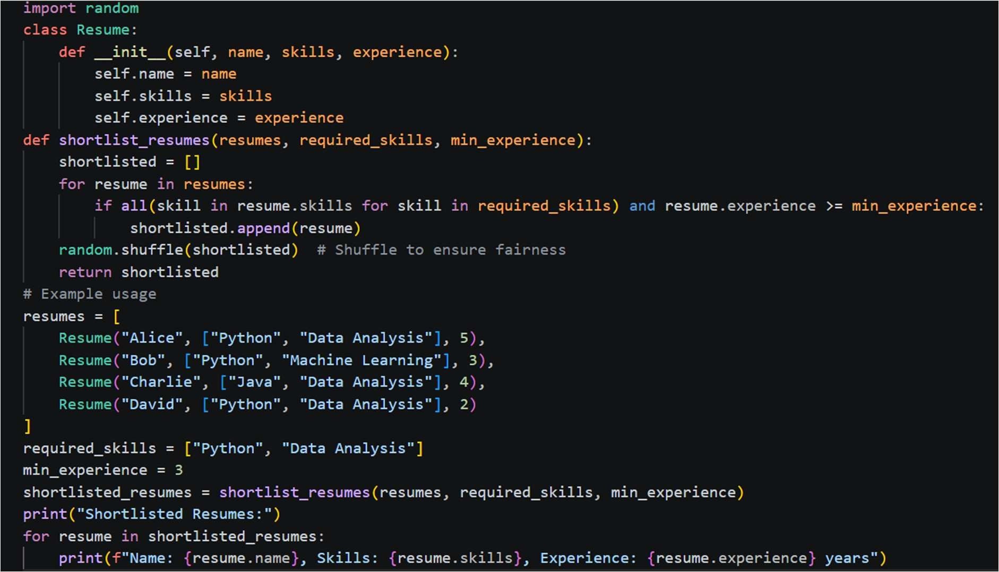 import random
class Resume:
    def __init__(self, name, skills, experience):
        self.name = name
        self.skills = skills
        self.experience = experience
def shortlist_resumes(resumes, required_skills, min_experience):
    shortlisted = []
    for resume in resumes:
        if all(skill in resume.skills for skill in required_skills) and resume.experience >= min_experience:
            shortlisted.append(resume)
    random.shuffle(shortlisted)  # Shuffle to ensure fairness
    return shortlisted
# Example usage
resumes = [
    Resume("Alice", ["Python", "Data Analysis"], 5),
    Resume("Bob", ["Python", "Machine Learning"], 3),
    Resume("Charlie", ["Java", "Data Analysis"], 4),
    Resume("David", ["Python", "Data Analysis"], 2)
]
required_skills = ["Python", "Data Analysis"]
min_experience = 3
shortlisted_resumes = shortlist_resumes(resumes, required_skills, min_experience)
print("Shortlisted Resumes:")
for resume in shortlisted_resumes:
    print(f"Name: {resume.name}, Skills: {resume.skills}, Experience: {resume.experience} years")